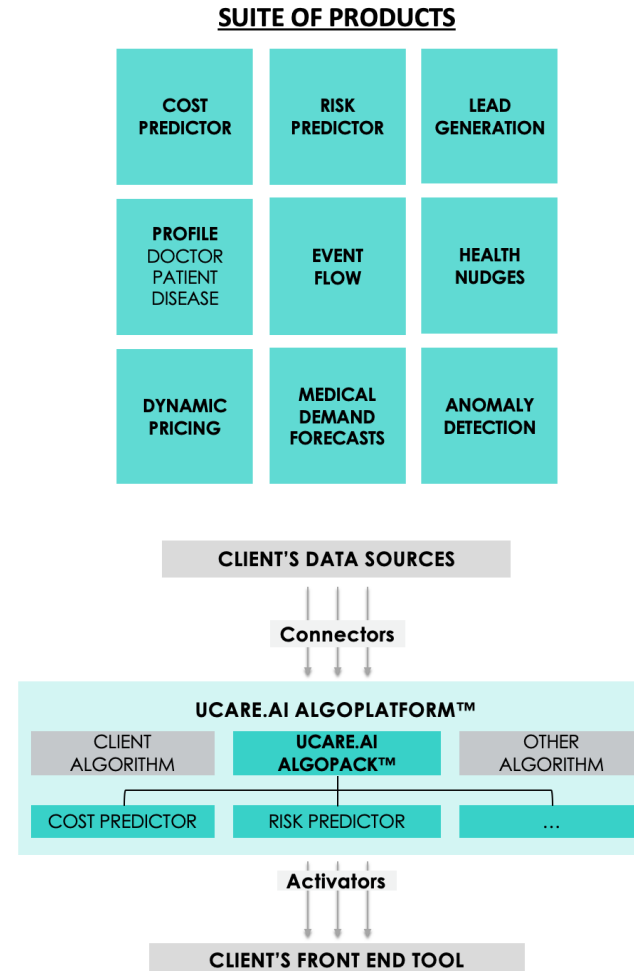 SUITE OF PRODUCTS
COST
PREDICTOR
RISK
PREDICTOR
LEAD
GENERATION
PROFILE
DOCTOR
PATIENT
DISEASE
EVENT
FLOW
HEALTH
NUDGES
DYNAMIC
PRICING
MEDICAL
DEMAND
FORECASTS
ANOMALY
DETECTION
CLIENT'S DATA SOURCES
Connectors
UCARE.AI ALGOPLATFORM™
CLIENT
ALGORITHM
UCARE.AI
ALGOPACK™
OTHER
ALGORITHM
COST PREDICTOR
RISK PREDICTOR
...
Activators
CLIENT'S FRONT END TOOL